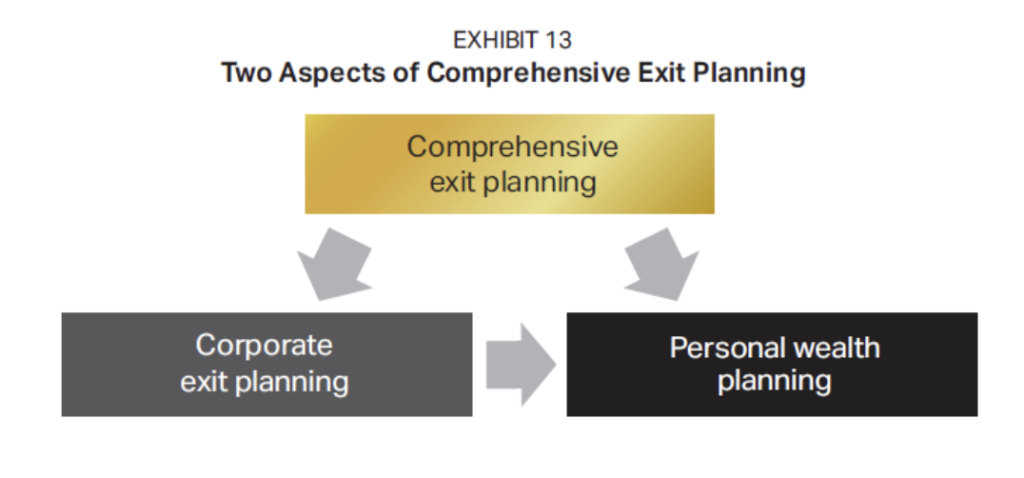 EXHIBIT 13
Two Aspects of Comprehensive Exit Planning
Comprehensive
exit planning
Corporate
exit planning
Personal wealth
planning